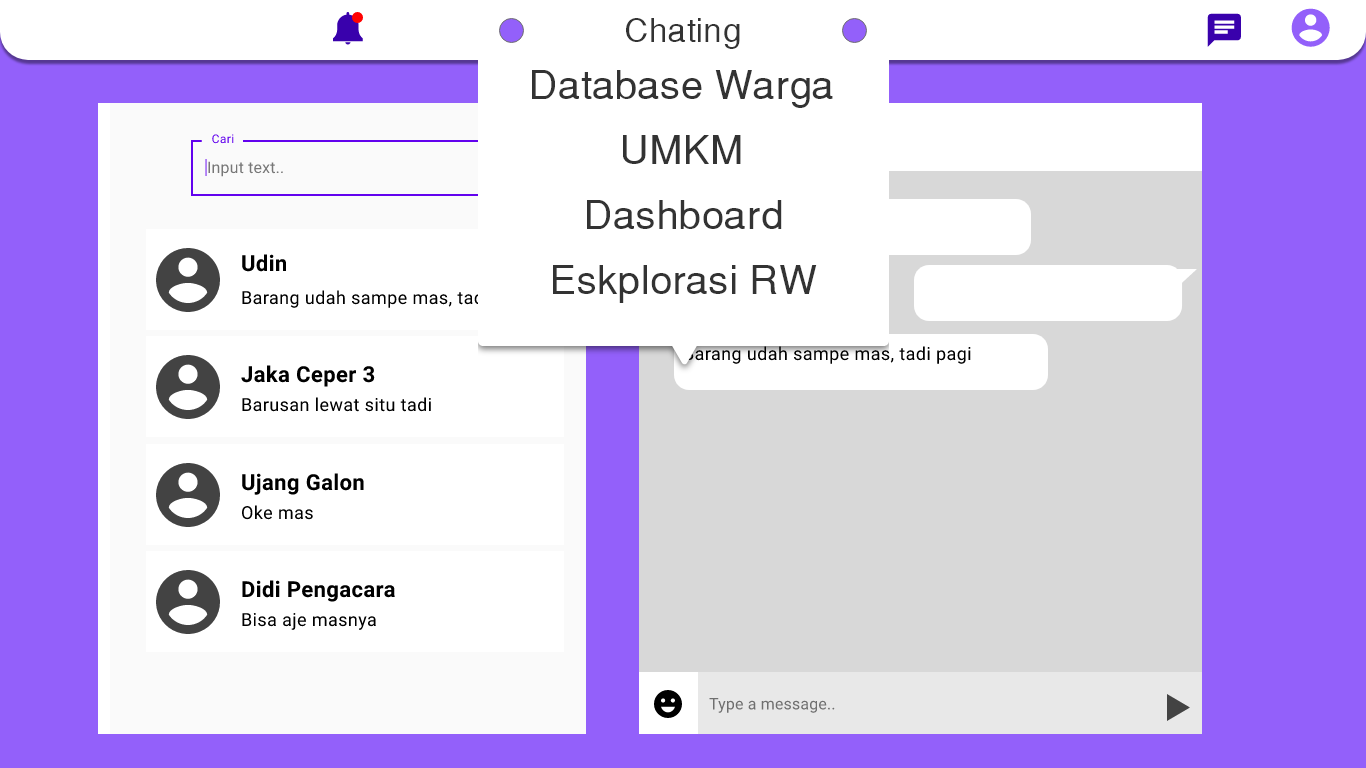 Chating
Database Warga
UMKM
Dashboard
Eskplorasi RW
Cari
Input text..
Udin
Barang udah sampe mas, tad
Jaka Ceper 3
Barusan lewat situ tadi
Ujang Galon
Oke mas
Didi Pengacara
Bisa aje masnya
Barang udah sampe mas, tadi pagi
Type a message..